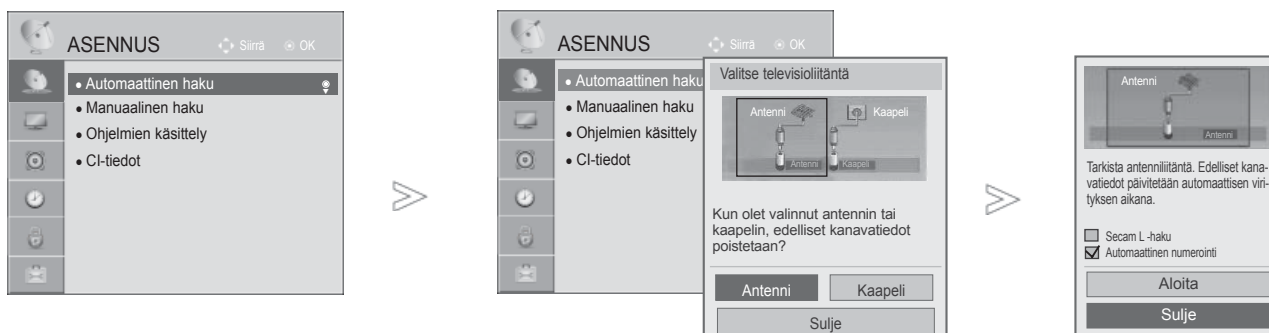 ASENNUS
Siirrä OK
• Automaattinen haku
• Manuaalinen haku
• Ohjelmien käsittely
• CI-tiedot
>
ASENNUS
Siirrä OK
• Automaattinen haku
• Manuaalinen haku
• Ohjelmien käsittely
• CI-tiedot
Valitse televisioliitäntä
Antenni
Kaapeli
Antenni
Kaapeli
Kun olet valinnut antennin tai
kaapelin, edelliset kanavatiedot
poistetaan?
Antenni
Kaapeli
Sulje
>
Antenni
Antenni
Tarkista antenniliitäntä. Edelliset kana-
vatiedot päivitetään automaattisen viri-
tyksen aikana.
Secam L -haku
Automaattinen numerointi
Aloita
Sulje